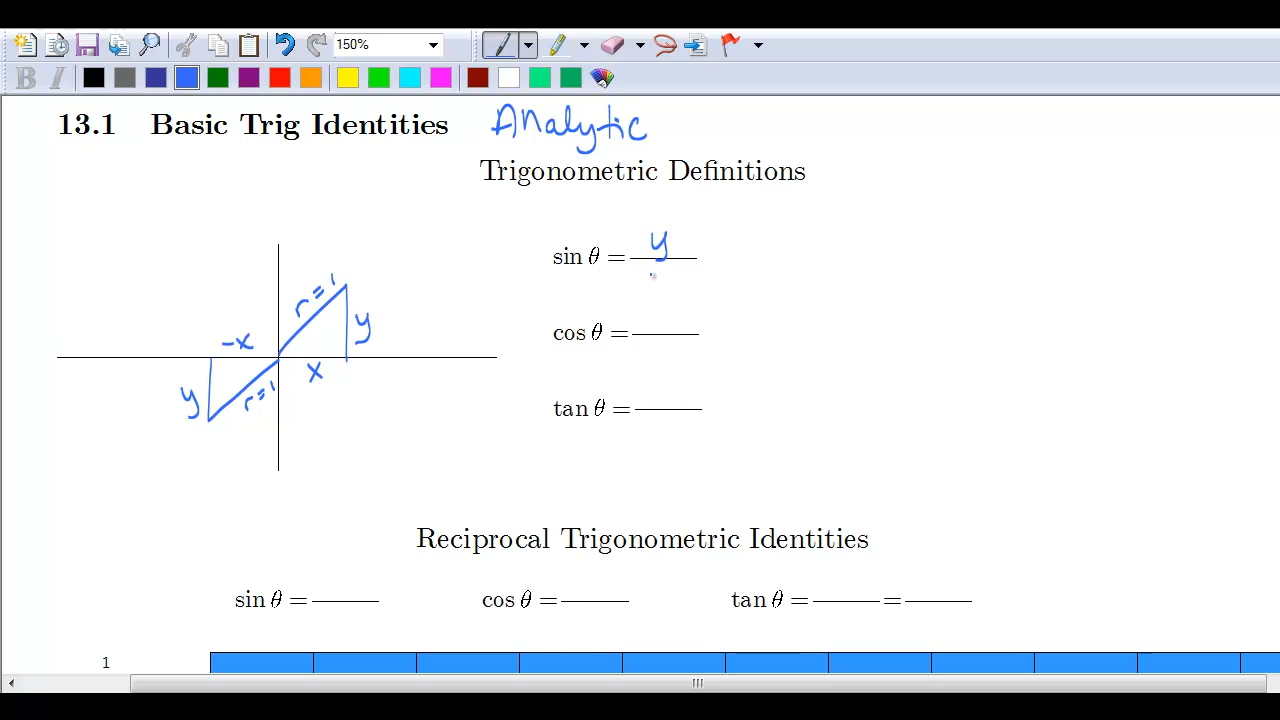 150%
B I
13.1 Basic Trig Identities Analytic
Trigonometric Definitions
sin θ = y
r = 1
y
-x
x
cos θ =
y
r = 1
tan θ =
Reciprocal Trigonometric Identities
sin θ = cos θ = tan θ = =
1